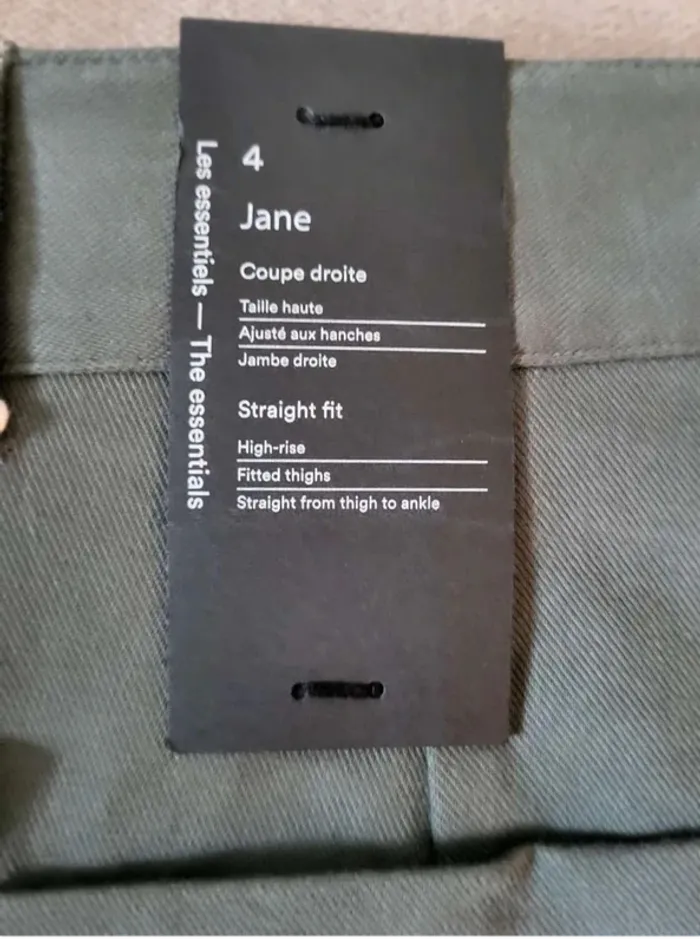 4
Jane
Coupe droite
Taille haute
Ajusté aux hanches
Jambe droite
Straight fit
High-rise
Fitted thighs
Straight from thigh to ankle
Les essentiels — The essentials